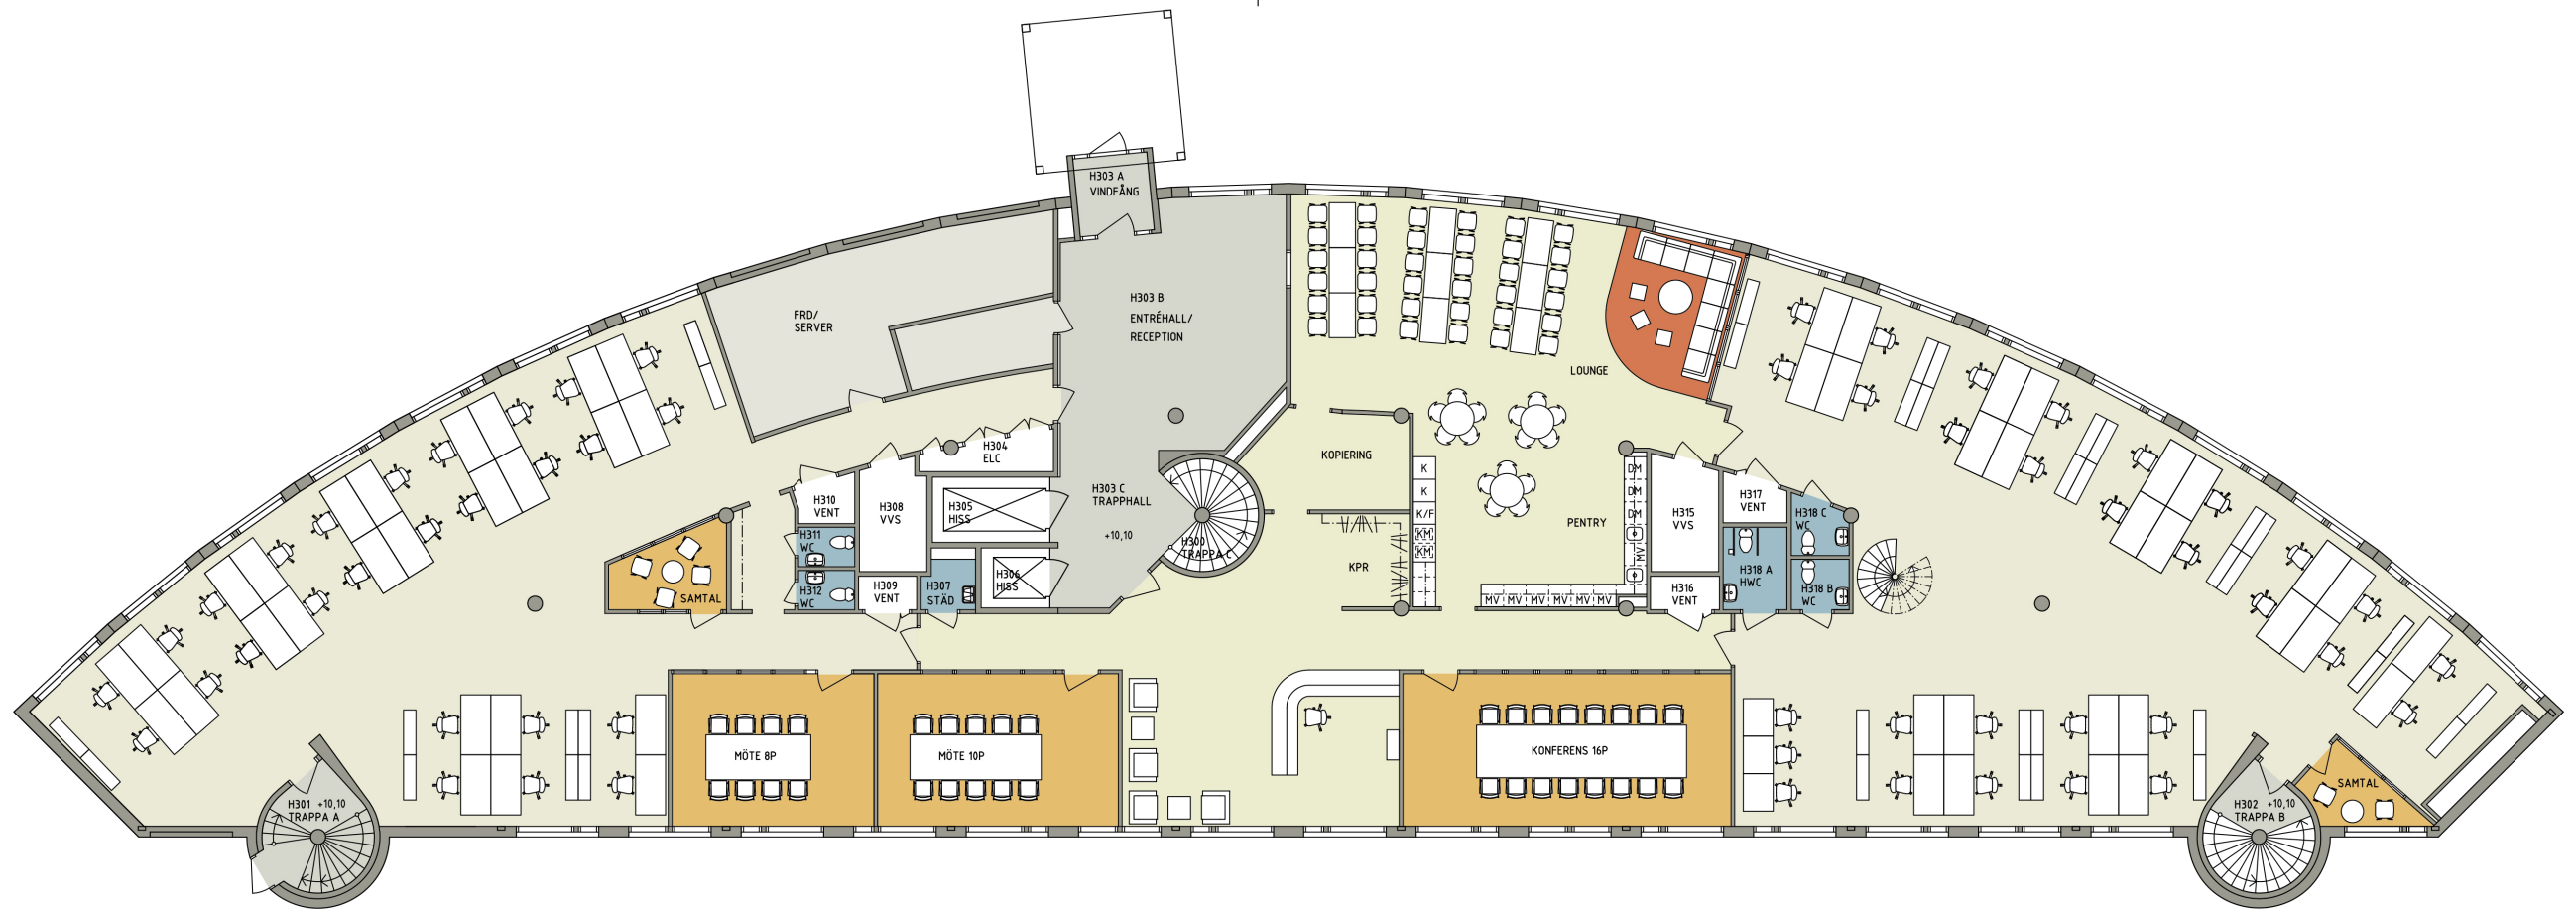 H303 A
VINDFÅNG
H303 B
ENTRÉHALL/
RECEPTION
FRD/
SERVER
LOUNGE
H304
ELC
KOPIERING
K
K
K/F
KM
KM
DM
DM
DM
MV
H303 C
TRAPPHALL
+10,10
H305
HISS
H306
HISS
H300
TRAPPA C
H308
VVS
H310
VENT
H311
WC
H312
WC
H309
VENT
H307
STÄD
SAMTAL
KPR
PENTRY
MV MV MV MV MV MV
H315
VVS
H316
VENT
H317
VENT
H318 A
HWC
H318 C
WC
H318 B
WC
MÖTE 8P
MÖTE 10P
KONFERENS 16P
H301 +10,10
TRAPPA A
H302 +10,10
TRAPPA B
SAMTAL